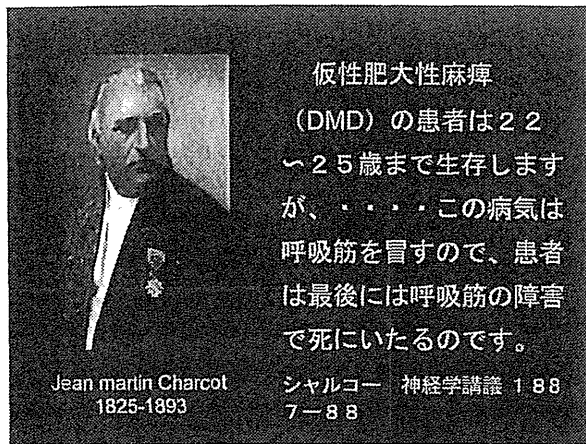 仮性肥大性麻痺
（DMD）の患者は２２
〜２５歳まで生存します
が、・・・・この病気は
呼吸筋を冒すので、患者
は最後には呼吸筋の障害
で死にいたるのです。
シャルコー　神経学講議 １８８
７－８８
Jean martin Charcot
1825-1893